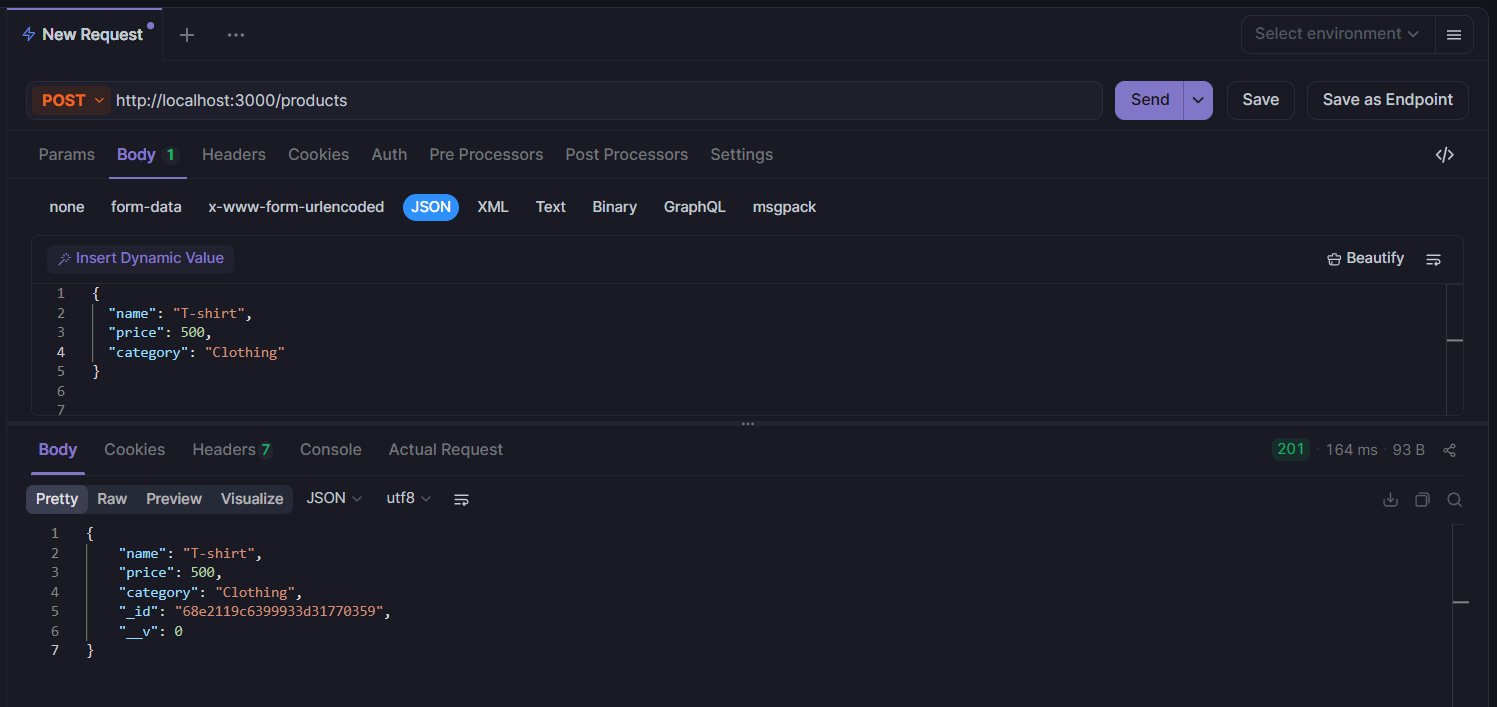 New Request
Select environment
POST http://localhost:3000/products Send Save Save as Endpoint
Params Body 1 Headers Cookies Auth Pre Processors Post Processors Settings </>
none form-data x-www-form-urlencoded JSON XML Text Binary GraphQL msgpack
Insert Dynamic Value Beautify
1 {
2 "name": "T-shirt",
3 "price": 500,
4 "category": "Clothing"
5 }
6
7
Body Cookies Headers 7 Console Actual Request 201 · 164 ms · 93 B
Pretty Raw Preview Visualize JSON utf8
1 {
2 "name": "T-shirt",
3 "price": 500,
4 "category": "Clothing",
5 "_id": "68e2119c6399933d31770359",
6 "__v": 0
7 }